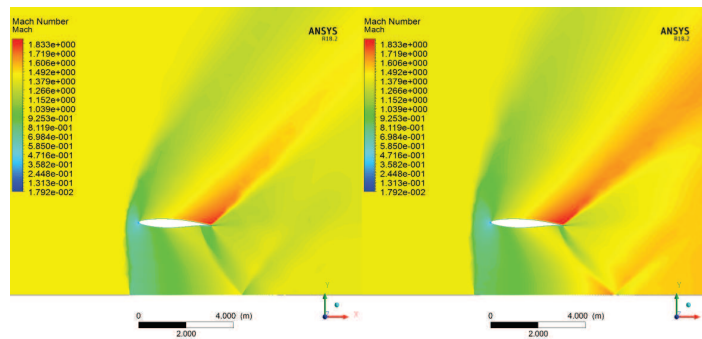 Mach Number
Mach
ANSYS
R18.2
1.833e+000
1.719e+000
1.606e+000
1.492e+000
1.379e+000
1.266e+000
1.152e+000
1.039e+000
9.253e-001
8.119e-001
6.984e-001
5.850e-001
4.716e-001
3.582e-001
2.448e-001
1.313e-001
1.792e-002
Y
Z
X
0
4.000 (m)
2.000
Mach Number
Mach
ANSYS
R18.2
1.833e+000
1.719e+000
1.606e+000
1.492e+000
1.379e+000
1.266e+000
1.152e+000
1.039e+000
9.253e-001
8.119e-001
6.984e-001
5.850e-001
4.716e-001
3.582e-001
2.448e-001
1.313e-001
1.792e-002
Y
Z
X
0
4.000 (m)
2.000